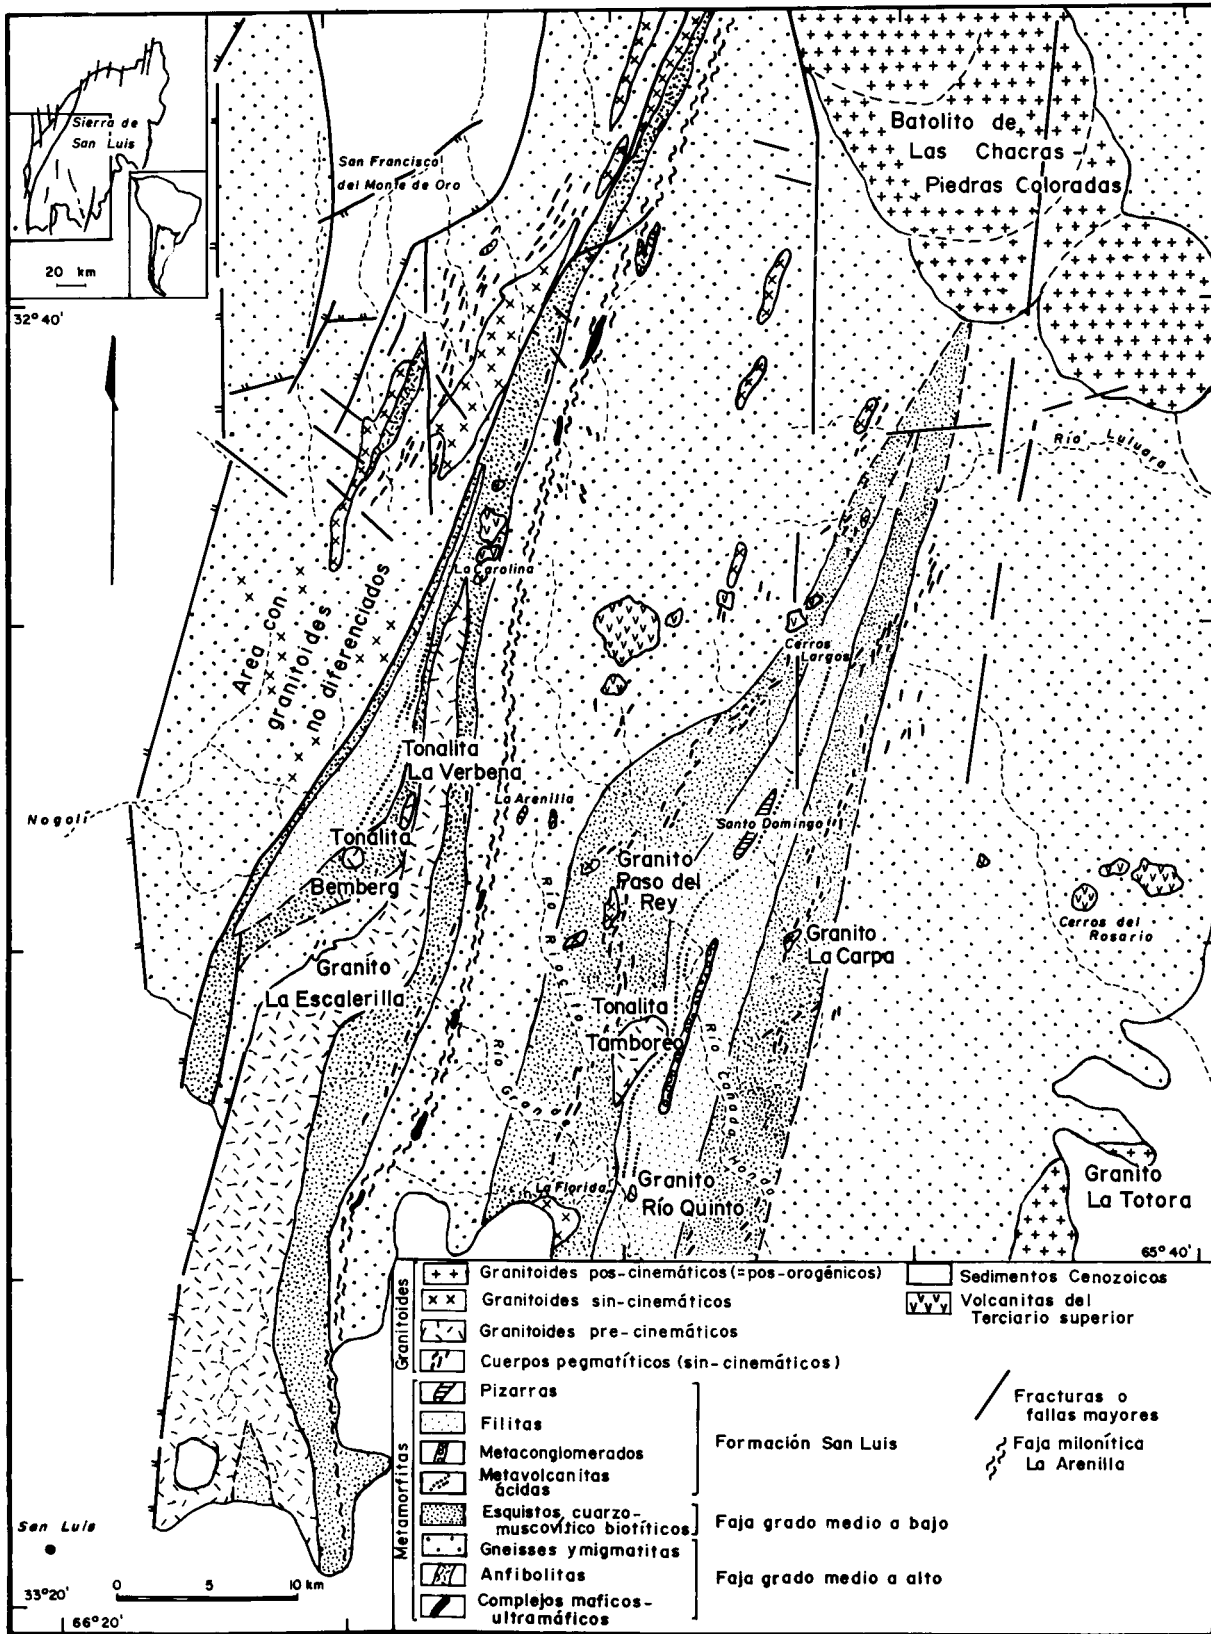 Sierra de
San Luis
20 km
San Francisco
del Monte de Oro
Batolito de
Las Chacras -
Piedras Coloradas
32° 40'
Río Luluara
La Carolina
Area con
granitoides
no diferenciados
Cerros
Largos
Tonalita
La Verbena
Nogolí
La Arenilla
Santo Domingo
Tonalita
Bemberg
Granito
Paso del
Rey
Río Riocito
Cerros del
Rosario
Granito
La Carpa
Granito
La Escalerilla
Tonalita
Tamboreo
Río Grande
Río Cañada Honda
La Florida
Granito
Río Quinto
Granito
La Totora
65° 40'
Granitoides
+ + Granitoides pos-cinemáticos (= pos-orogénicos)
x x Granitoides sin-cinemáticos
Granitoides pre-cinemáticos
Cuerpos pegmatíticos (sin-cinemáticos)
Sedimentos Cenozoicos
Volcanitas del
Terciario superior
Metamorfitas
Pizarras
Filitas
Metaconglomerados
Metavolcanitas
ácidas
Formación San Luis
Esquistos cuarzo-
muscovítico biotíticos
Faja grado medio a bajo
Gneisses y migmatitas
Anfibolitas
Complejos maficos-
ultramáficos
Faja grado medio a alto
Fracturas o
fallas mayores
Faja milonítica
La Arenilla
San Luis
0 5 10 km
33° 20'
66° 20'